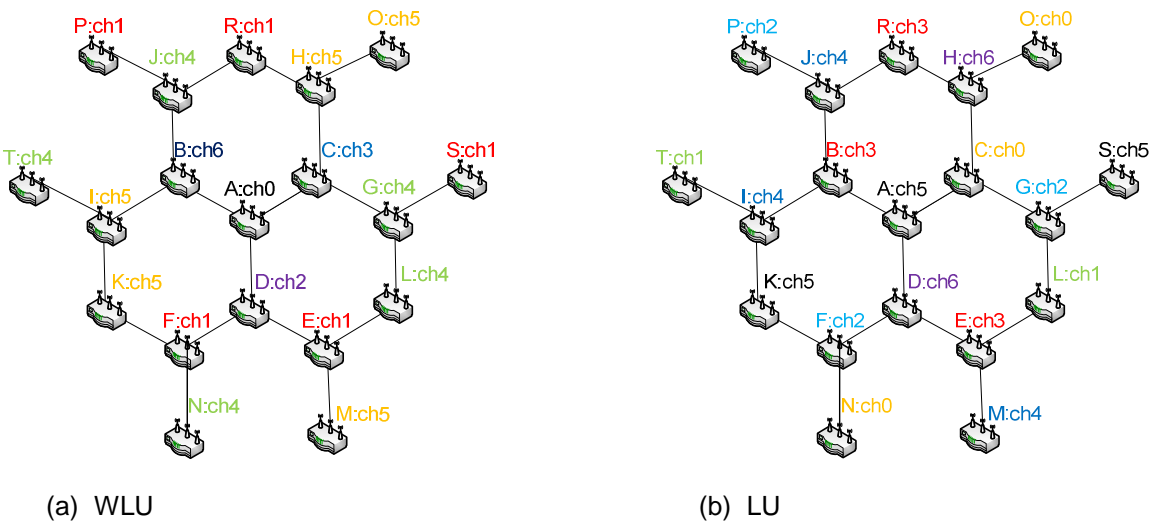 P:ch1
R:ch1
O:ch5
J:ch4
H:ch5
B:ch6
C:ch3
S:ch1
T:ch4
A:ch0
G:ch4
I:ch5
K:ch5
D:ch2
L:ch4
F:ch1
E:ch1
N:ch4
M:ch5
(a) WLU
P:ch2
R:ch3
O:ch0
J:ch4
H:ch6
B:ch3
C:ch0
S:ch5
T:ch1
A:ch5
G:ch2
I:ch4
K:ch5
D:ch6
L:ch1
F:ch2
E:ch3
N:ch0
M:ch4
(b) LU